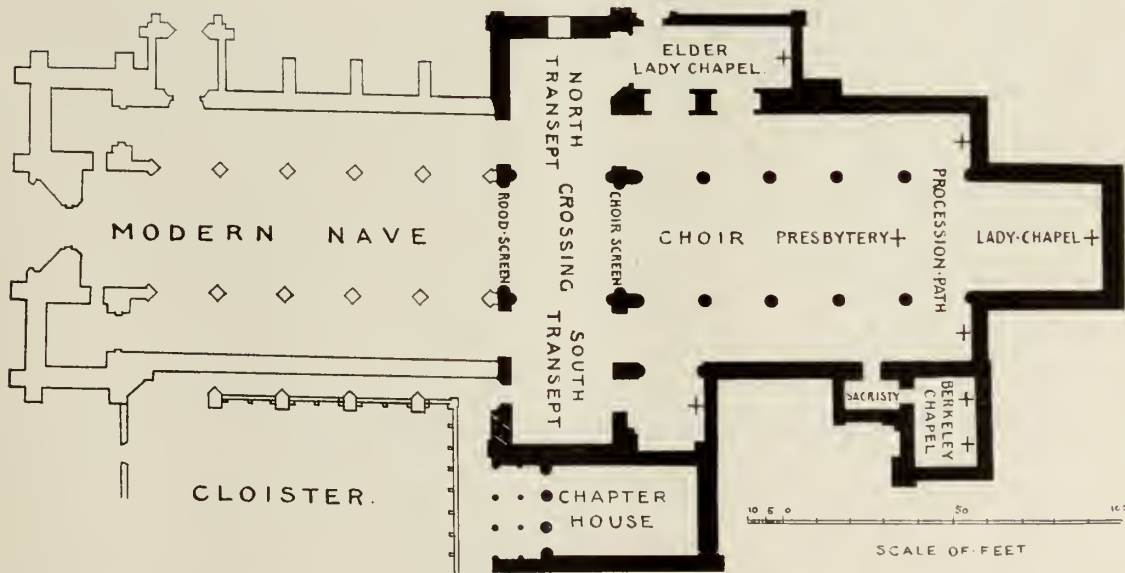 ELDER
LADY CHAPEL.
NORTH
TRANSEPT
CROSSING
SOUTH
TRANSEPT
ROOD·SCREEN
CHOIR SCREEN
MODERN NAVE
CHOIR
PRESBYTERY
PROCESSION·PATH
LADY·CHAPEL
SACRISTY
BERKELEY
CHAPEL
CLOISTER.
CHAPTER
HOUSE
10 5 0 50 100
SCALE OF·FEET